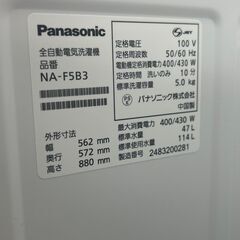 Panasonic
JET
全自動電気洗濯機
品番
NA-F5B3
外形寸法
幅 562 mm
奥行 572 mm
高さ 880 mm
定格電圧 100 V
定格周波数 50/60 Hz
電動機定格消費電力 400/430 W
定格時間 洗いのみ 10 分
標準洗濯容量 5.0 kg
パナソニック株式会社
中国製
最大消費電力 400/430 W
標準水量 47 L
標準使用水量 114 L
製造番号 2483200281